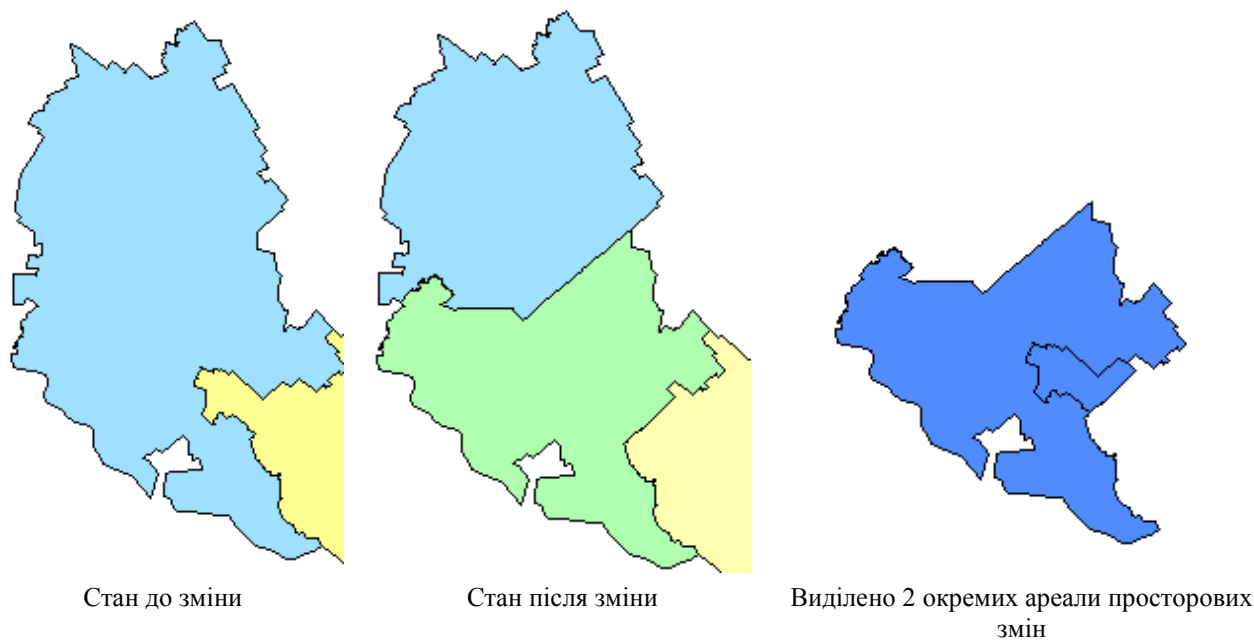 Стан до зміни
Стан після зміни
Виділено 2 окремих ареали просторових
змін